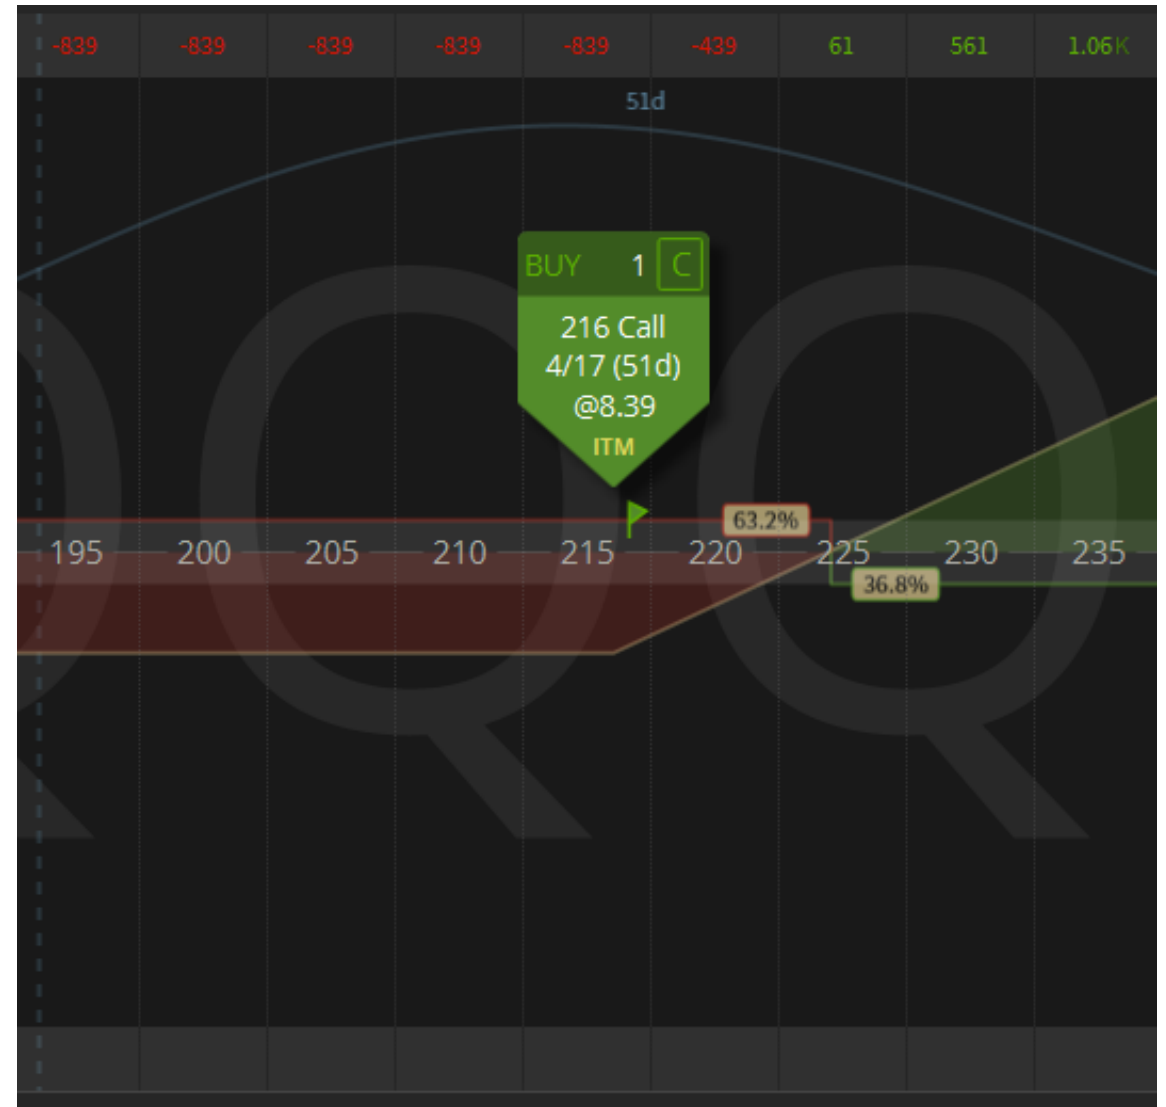 -839 -839 -839 -839 -839 -439 61 561 1.06K
51d
BUY 1 C
216 Call
4/17 (51d)
@8.39
ITM
63.2%
195 200 205 210 215 220 225 230 235
36.8%
QQQ